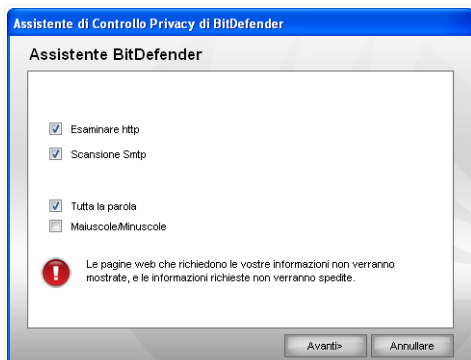 Assistente di Controllo Privacy di BitDefender
Assistente BitDefender
Esaminare http
Scansione Smtp
Tutta la parola
Maiuscole/Minuscole
Le pagine web che richiedono le vostre informazioni non verranno
mostrate, e le informazioni richieste non verranno spedite.
Avanti>
Annullare